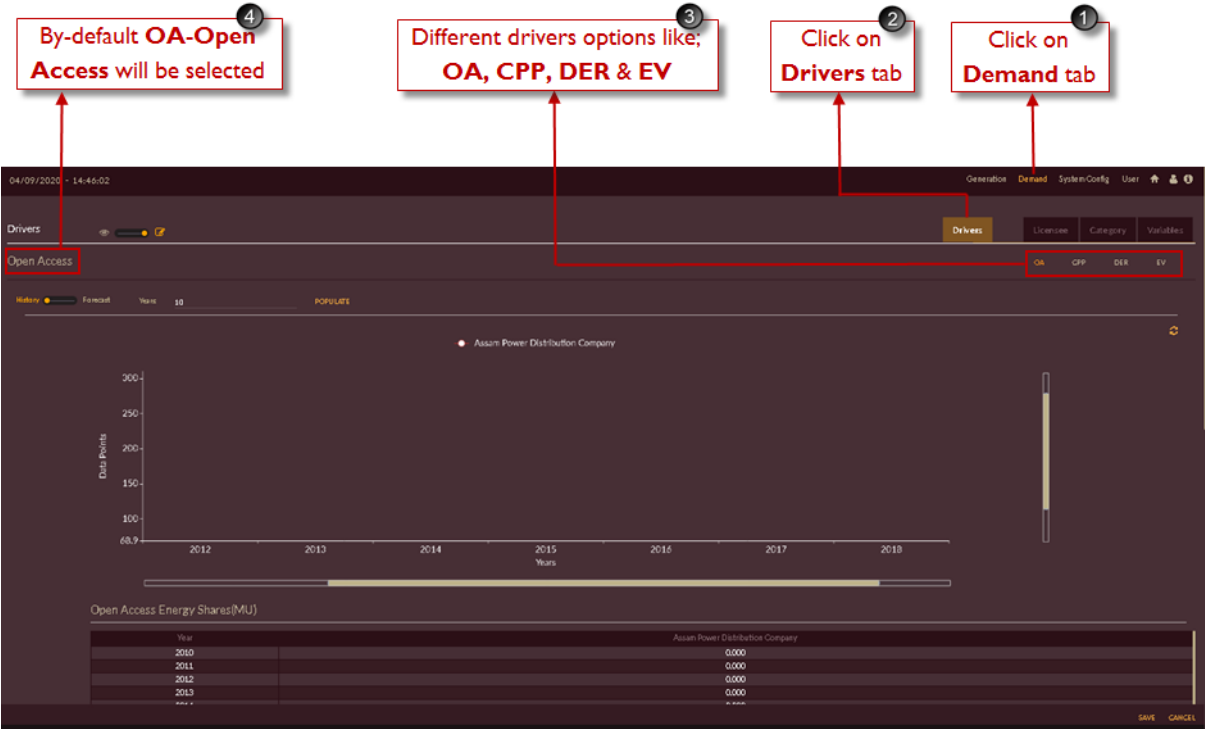 4
By-default OA-Open
Access will be selected
3
Different drivers options like;
OA, CPP, DER & EV
2
Click on
Drivers tab
1
Click on
Demand tab
04/09/2020 - 14:46:02
Generation Demand System Config User
Drivers
Drivers Licensee Category Variables
Open Access
OA CPP DER EV
History Forecast Years 10 POPULATE
Assam Power Distribution Company
300
250
200
150
100
68.9
Data Points
2012 2013 2014 2015 2016 2017 2018
Years
Open Access Energy Shares(MU)
Year Assam Power Distribution Company
2010 0.000
2011 0.000
2012 0.000
2013 0.000
SAVE CANCEL